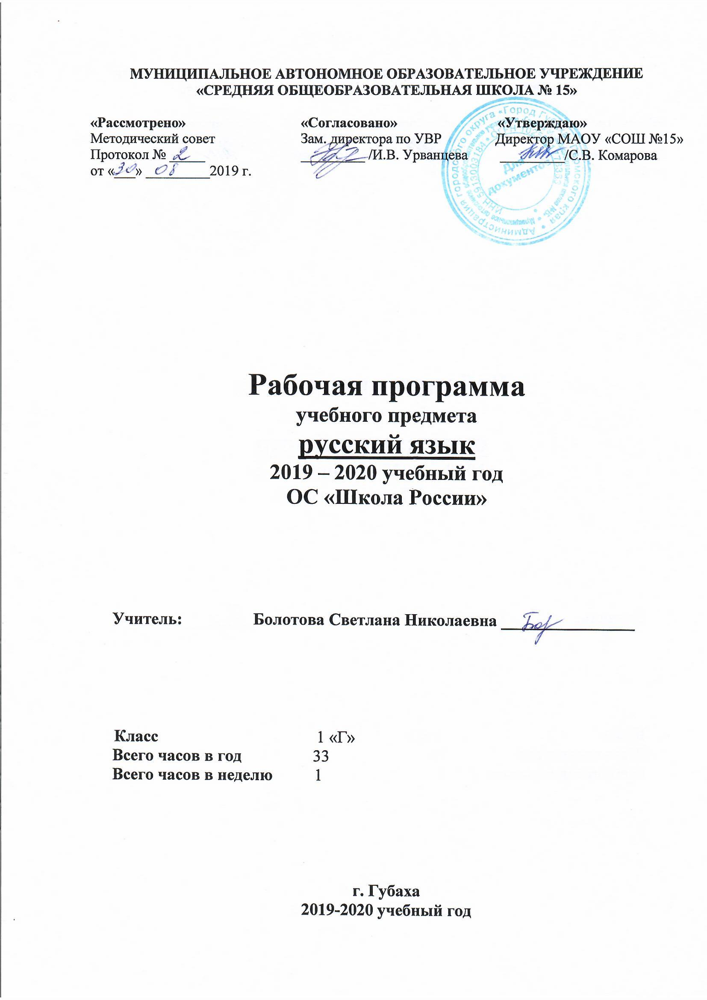 МУНИЦИПАЛЬНОЕ АВТОНОМНОЕ ОБРАЗОВАТЕЛЬНОЕ УЧРЕЖДЕНИЕ
«СРЕДНЯЯ ОБЩЕОБРАЗОВАТЕЛЬНАЯ ШКОЛА № 15»
«Рассмотрено»
Методический совет
Протокол № 2
от «30» 08 2019 г.
«Согласовано»
Зам. директора по УВР
/И.В. Урванцева
«Утверждаю»
Директор МАОУ «СОШ №15»
/С.В. Комарова
Администрация городского округа «Город
края
ИНН 5913003184 • ОГРН
Для
документов
Рабочая программа
учебного предмета
русский язык
2019 – 2020 учебный год
ОС «Школа России»
Учитель: Болотова Светлана Николаевна
Класс 1 «Г»
Всего часов в год 33
Всего часов в неделю 1
г. Губаха
2019-2020 учебный год